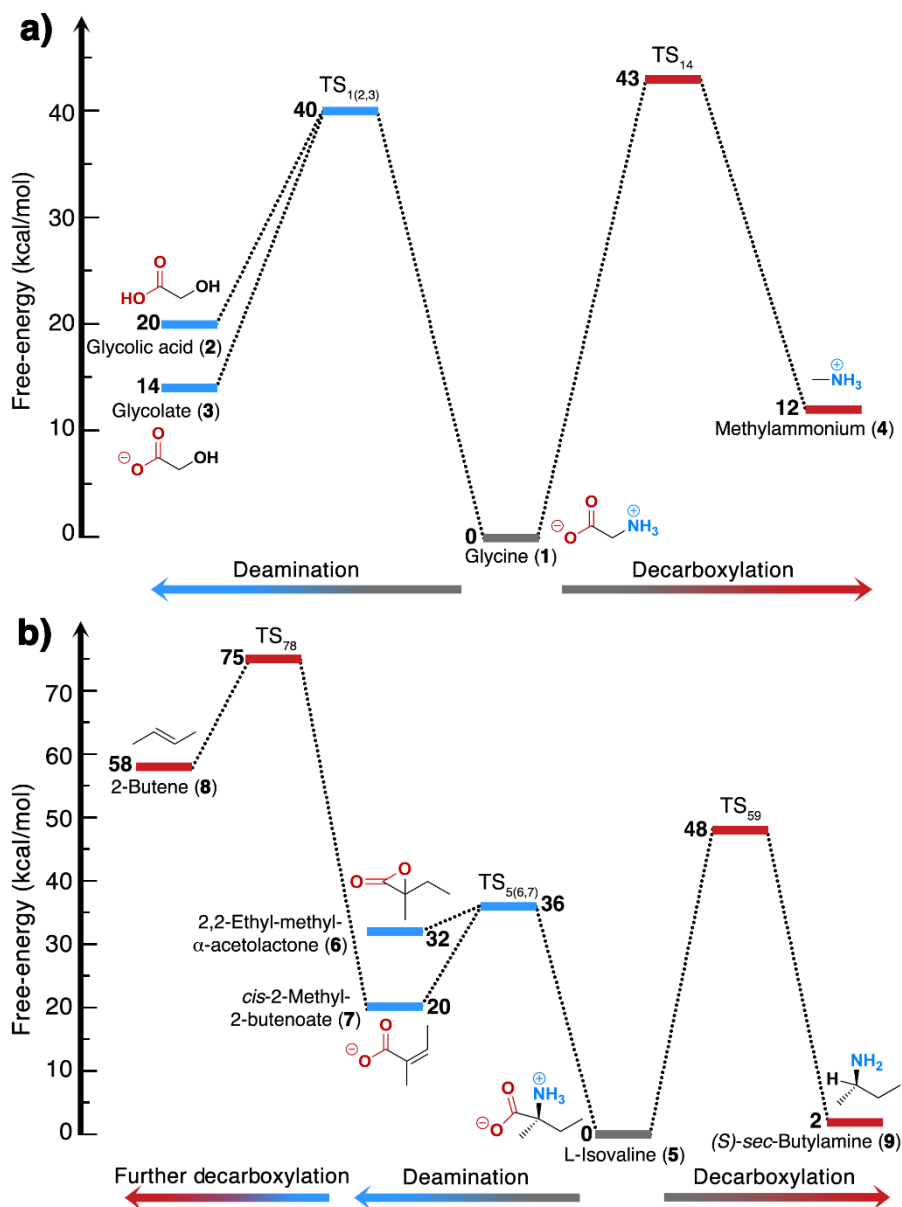 a)
Free-energy (kcal/mol)
40
30
20
10
0
TS1(2,3)
40
TS14
43
O
HO
OH
20
Glycolic acid (2)
14
Glycolate (3)
O
⊖
O
OH
⊕
NH3
12
Methylammonium (4)
0
Glycine (1)
O
⊖
O
⊕
NH3
Deamination
Decarboxylation
b)
Free-energy (kcal/mol)
70
60
50
40
30
20
10
0
TS78
75
58
2-Butene (8)
TS59
48
O
O
TS5(6,7)
36
2,2-Ethyl-methyl-
α-acetolactone (6)
32
cis-2-Methyl-
2-butenoate (7)
20
O
⊖
O
O
⊖
O
⊕
NH3
0
L-Isovaline (5)
NH2
H
2
(S)-sec-Butylamine (9)
Further decarboxylation
Deamination
Decarboxylation